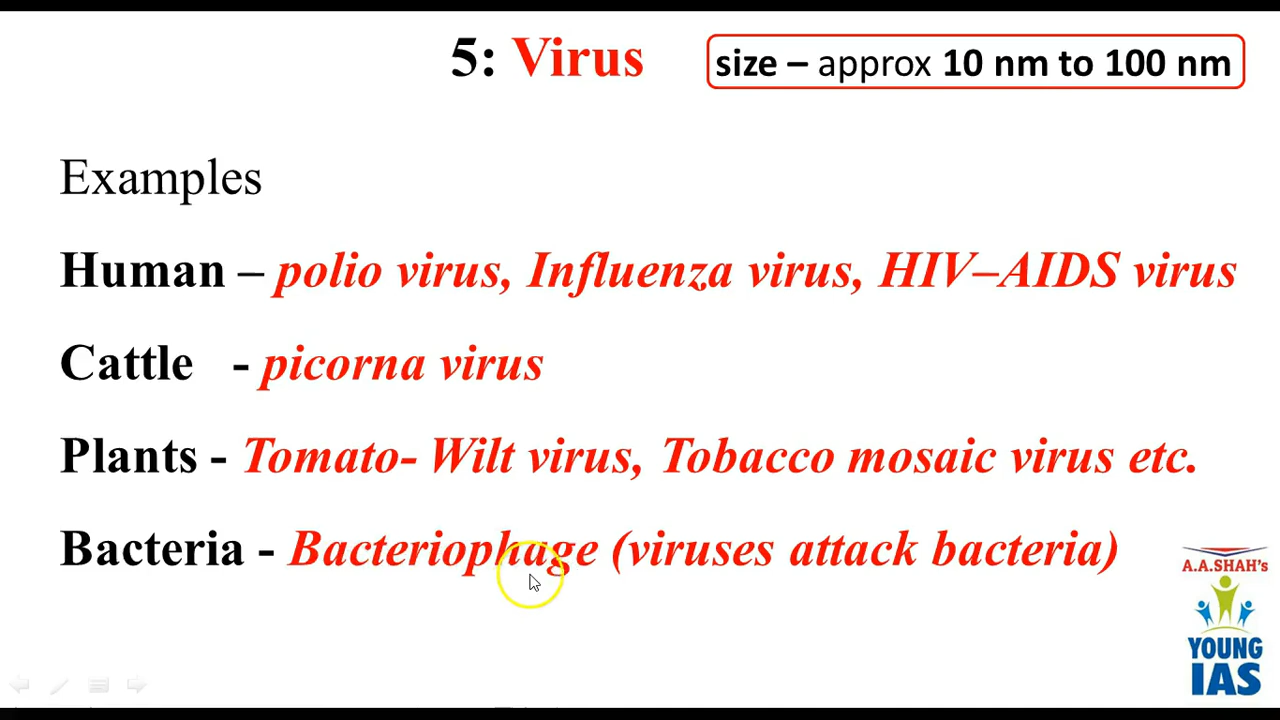 5: Virus
size – approx 10 nm to 100 nm
Examples
Human – polio virus, Influenza virus, HIV–AIDS virus
Cattle - picorna virus
Plants - Tomato- Wilt virus, Tobacco mosaic virus etc.
Bacteria - Bacteriophage (viruses attack bacteria)
A.A.SHAH's
YOUNG
IAS